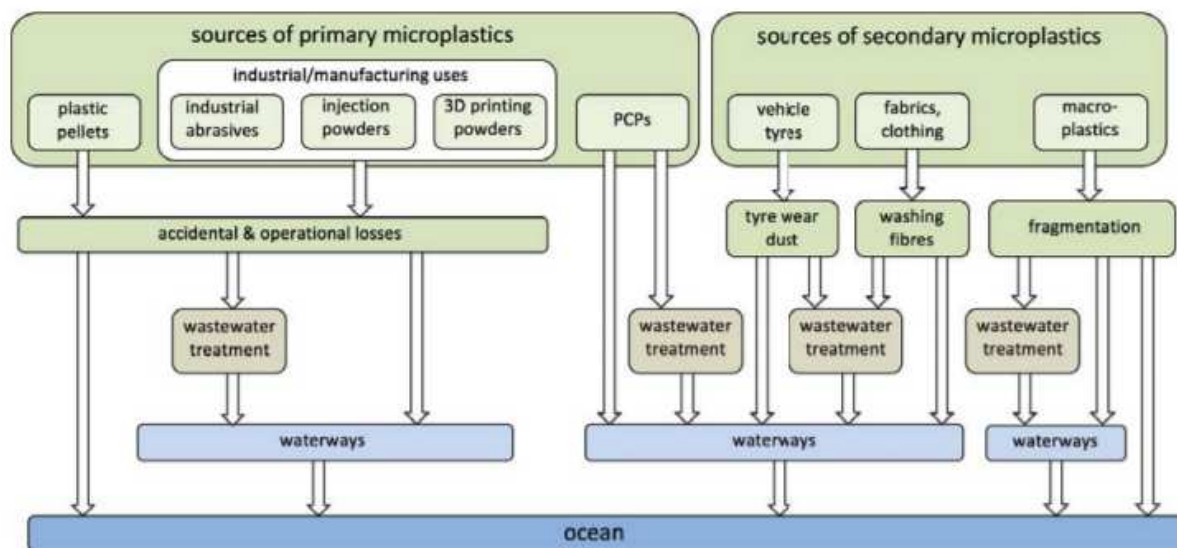 sources of primary microplastics
sources of secondary microplastics
industrial/manufacturing uses
plastic
pellets
industrial
abrasives
injection
powders
3D printing
powders
PCPs
vehicle
tyres
fabrics,
clothing
macro-
plastics
accidental & operational losses
tyre wear
dust
washing
fibres
fragmentation
wastewater
treatment
wastewater
treatment
wastewater
treatment
wastewater
treatment
waterways
waterways
waterways
ocean